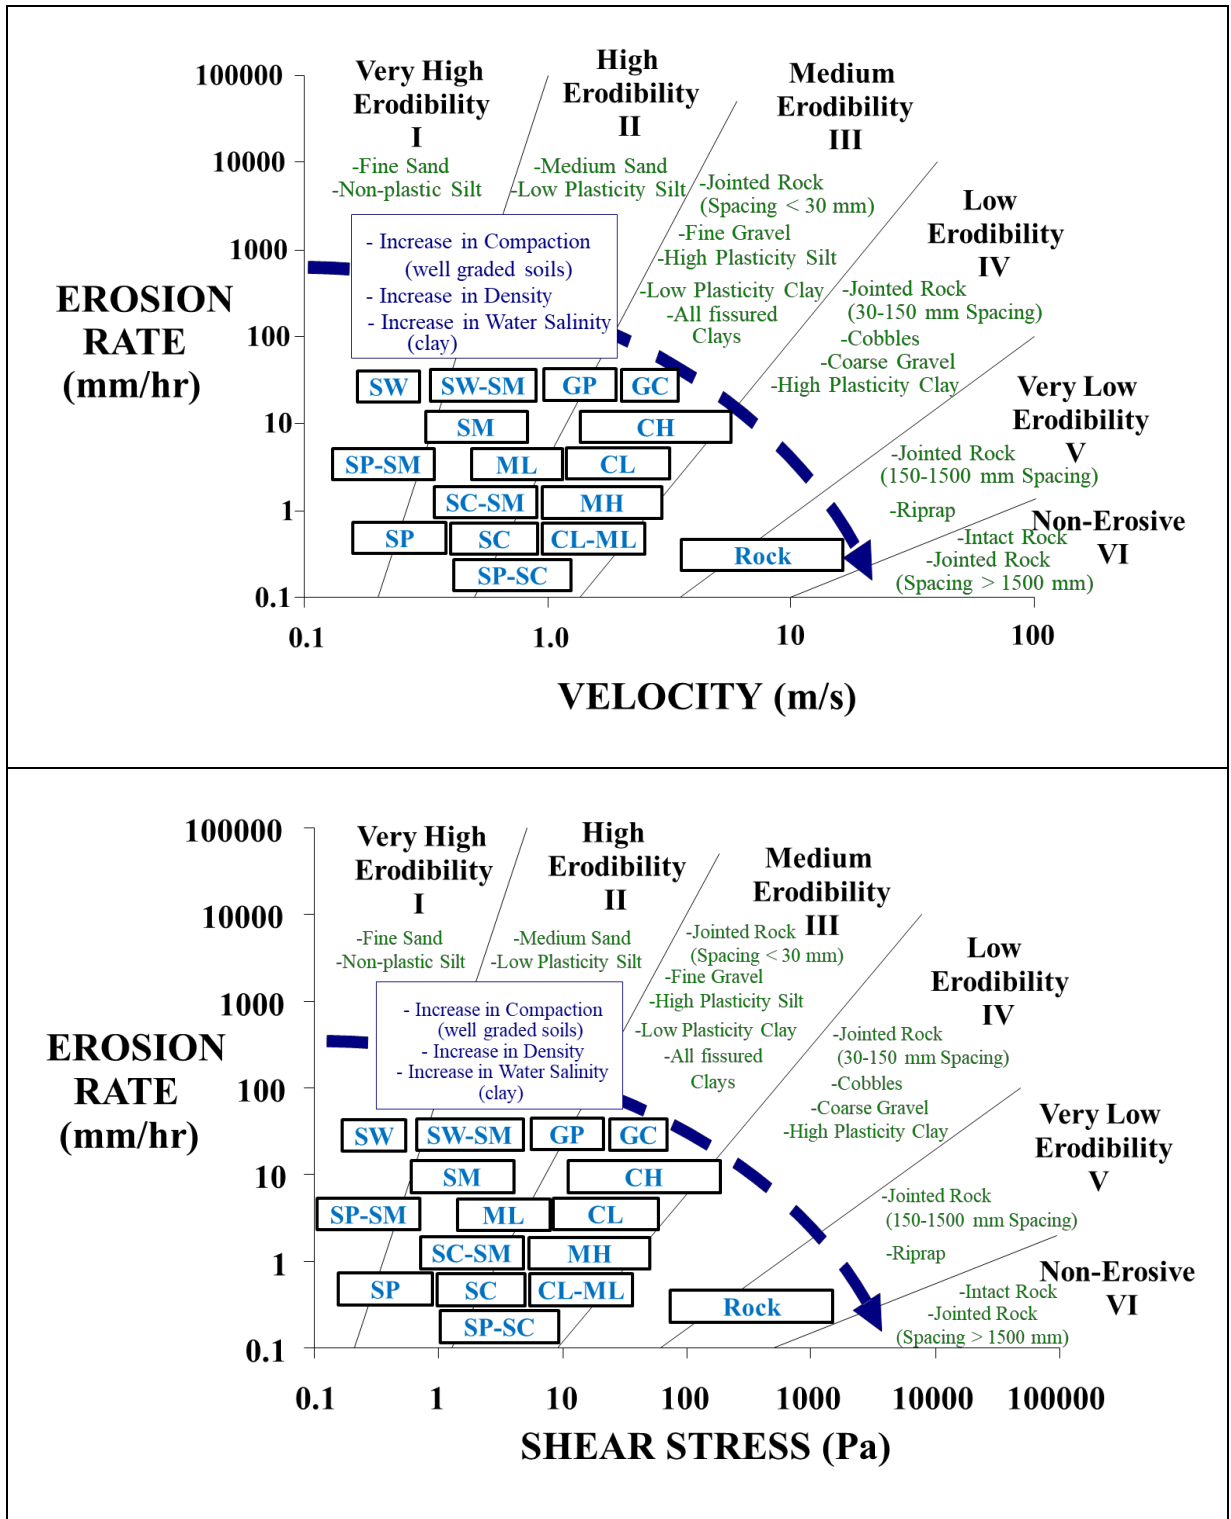 100000
10000
1000
100
10
1
0.1
EROSION
RATE
(mm/hr)
Very High
Erodibility
I
-Fine Sand
-Non-plastic Silt
High
Erodibility
II
-Medium Sand
-Low Plasticity Silt
Medium
Erodibility
III
-Jointed Rock
(Spacing < 30 mm)
-Fine Gravel
-High Plasticity Silt
-Low Plasticity Clay
-All fissured
Clays
Low
Erodibility
IV
-Jointed Rock
(30-150 mm Spacing)
-Cobbles
-Coarse Gravel
-High Plasticity Clay
Very Low
Erodibility
V
-Jointed Rock
(150-1500 mm Spacing)
-Riprap
Non-Erosive
VI
-Intact Rock
-Jointed Rock
(Spacing > 1500 mm)
- Increase in Compaction
(well graded soils)
- Increase in Density
- Increase in Water Salinity
(clay)
SW SW-SM GP GC
SM CH
SP-SM ML CL
SC-SM MH
SP SC CL-ML Rock
SP-SC
0.1 1.0 10 100
VELOCITY (m/s)
100000
10000
1000
100
10
1
0.1
EROSION
RATE
(mm/hr)
Very High
Erodibility
I
-Fine Sand
-Non-plastic Silt
High
Erodibility
II
-Medium Sand
-Low Plasticity Silt
Medium
Erodibility
III
-Jointed Rock
(Spacing < 30 mm)
-Fine Gravel
-High Plasticity Silt
-Low Plasticity Clay
-All fissured
Clays
Low
Erodibility
IV
-Jointed Rock
(30-150 mm Spacing)
-Cobbles
-Coarse Gravel
-High Plasticity Clay
Very Low
Erodibility
V
-Jointed Rock
(150-1500 mm Spacing)
-Riprap
Non-Erosive
VI
-Intact Rock
-Jointed Rock
(Spacing > 1500 mm)
- Increase in Compaction
(well graded soils)
- Increase in Density
- Increase in Water Salinity
(clay)
SW SW-SM GP GC
SM CH
SP-SM ML CL
SC-SM MH
SP SC CL-ML Rock
SP-SC
0.1 1 10 100 1000 10000 100000
SHEAR STRESS (Pa)